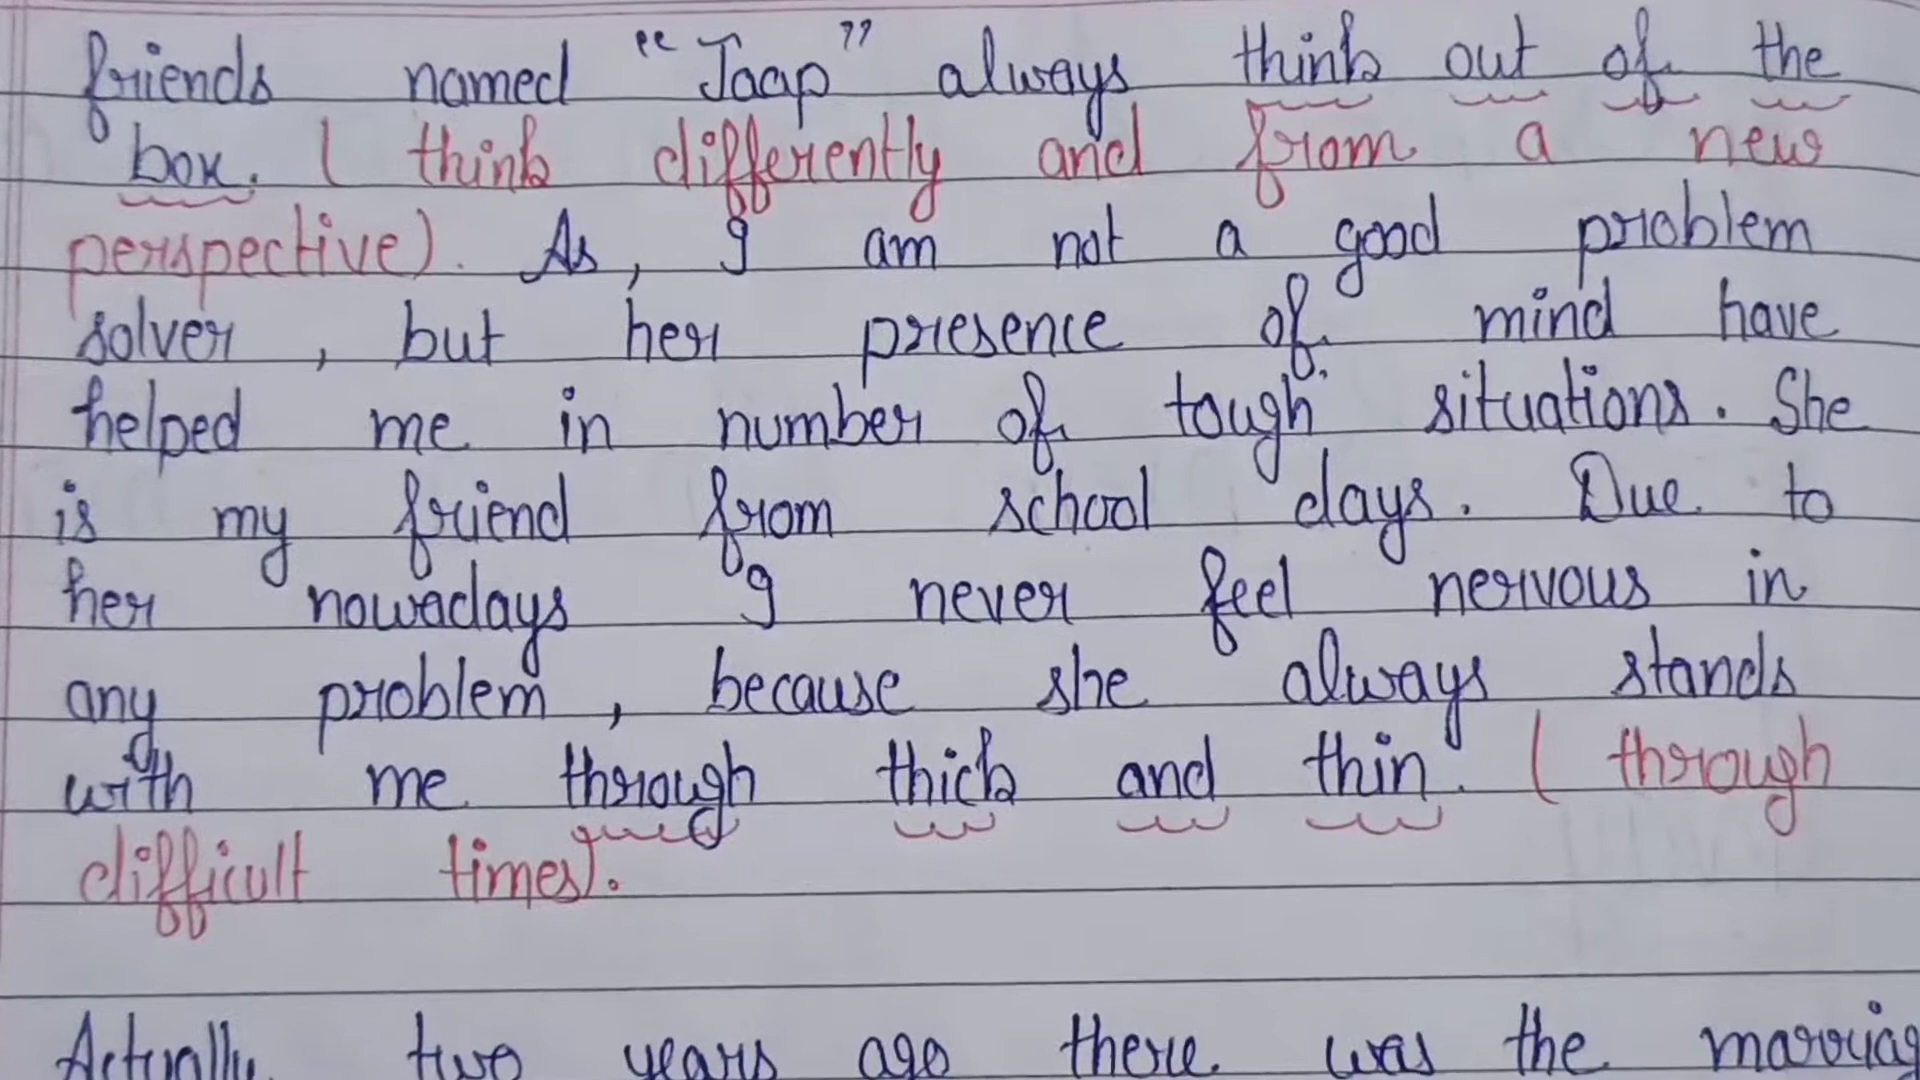 friends named "Jaap" always think out of the
box. ( think differently and from a new
perspective). As, I am not a good problem
solver, but her presence of mind have
helped me in number of tough situations. She
is my friend from school days. Due to
her nowadays I never feel nervous in
any problem, because she always stands
with me through thick and thin. ( through
difficult times).
Actually two years ago there was the marriag